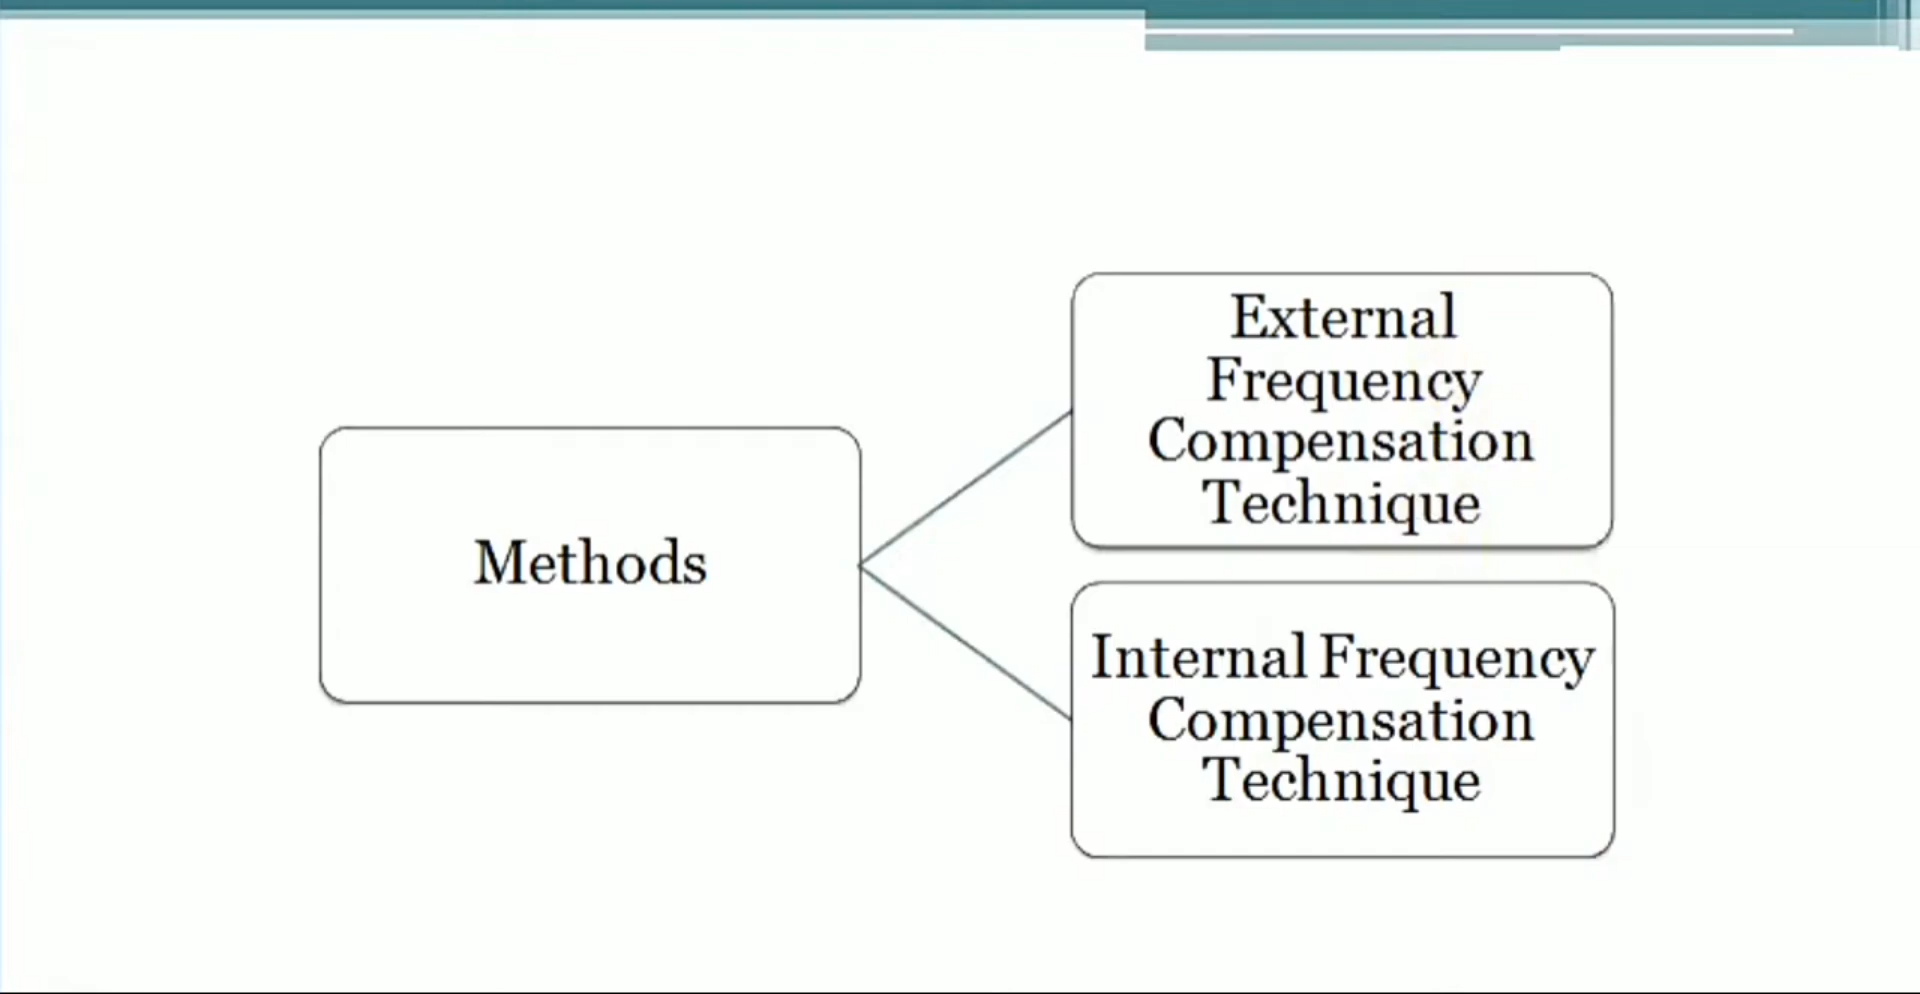 Methods
External
Frequency
Compensation
Technique
Internal Frequency
Compensation
Technique